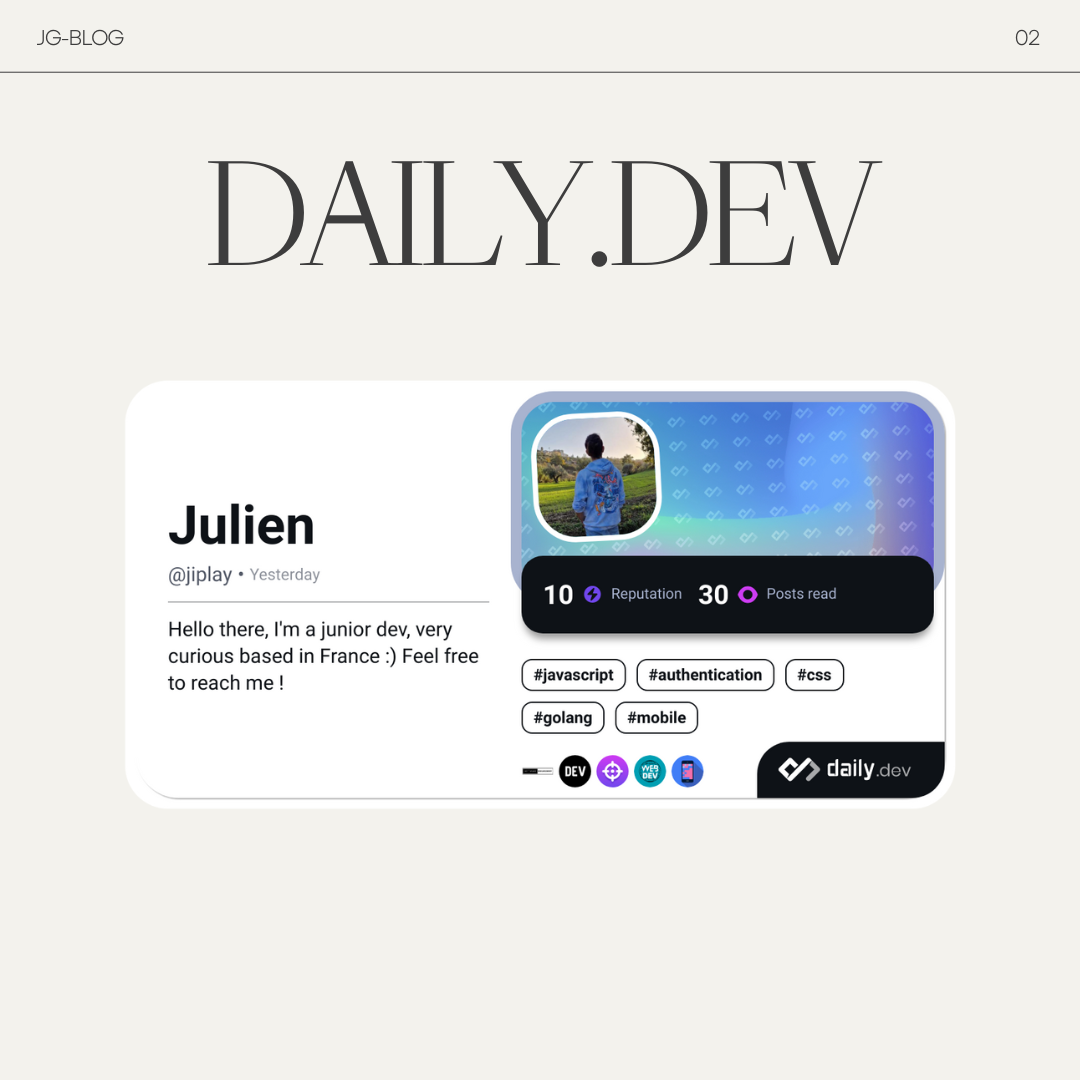 JG-BLOG
02
DAILY.DEV
Julien
@jiplay • Yesterday
Hello there, I'm a junior dev, very
curious based in France :) Feel free
to reach me !
10 Reputation 30 Posts read
#javascript #authentication #css
#golang #mobile
DEV
WEB
DEV
daily.dev